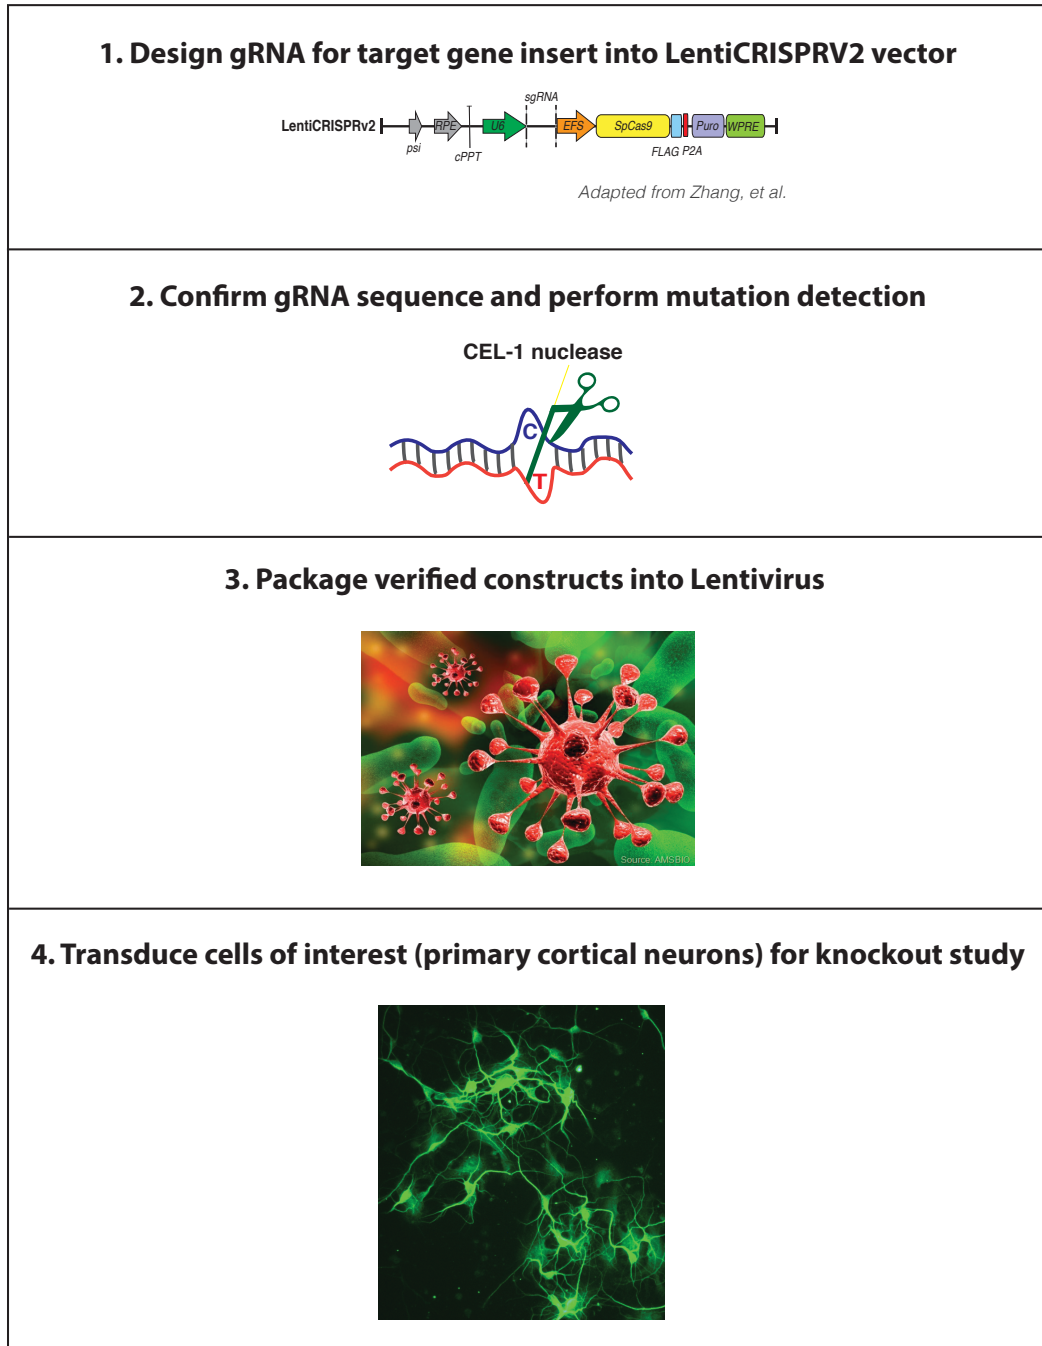 1. Design gRNA for target gene insert into LentiCRISPRV2 vector
sgRNA
LentiCRISPRv2
RPE
U6
EFS
SpCas9
Puro
WPRE
psi
cPPT
FLAG
P2A
Adapted from Zhang, et al.
2. Confirm gRNA sequence and perform mutation detection
CEL-1 nuclease
C
T
3. Package verified constructs into Lentivirus
Source: AMSBIO
4. Transduce cells of interest (primary cortical neurons) for knockout study